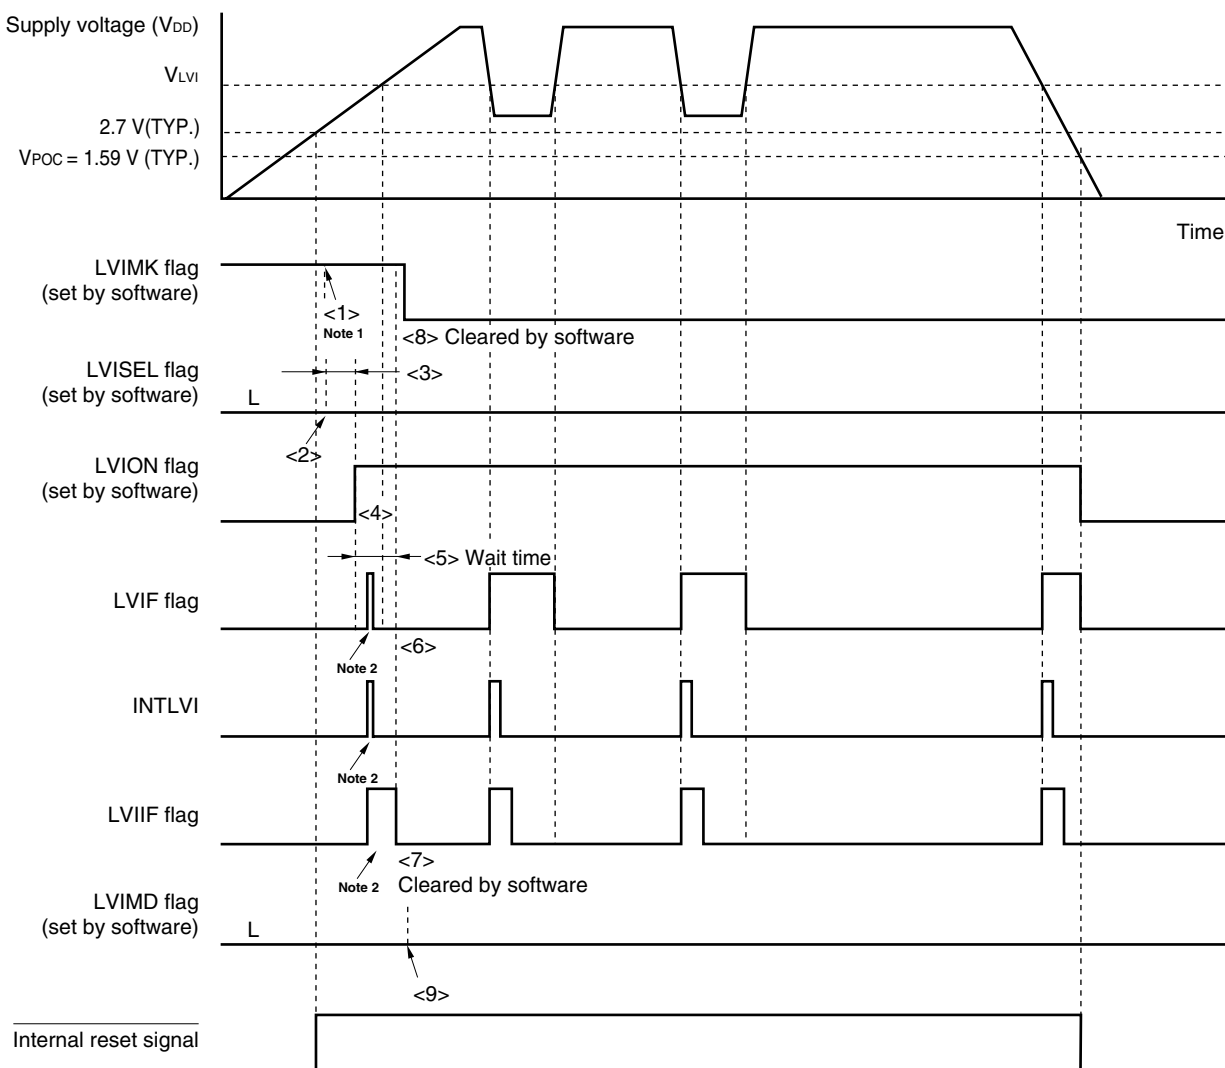 Supply voltage (VDD)
VLVI
2.7 V(TYP.)
VPOC = 1.59 V (TYP.)
Time
LVIMK flag
(set by software)
<1>
Note 1
<8> Cleared by software
LVISEL flag
(set by software)
L
<3>
<2>
LVION flag
(set by software)
<4>
<5> Wait time
LVIF flag
<6>
Note 2
INTLVI
Note 2
LVIIF flag
<7>
Note 2
Cleared by software
LVIMD flag
(set by software)
L
<9>
Internal reset signal